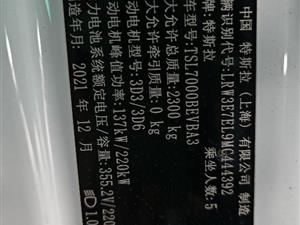 中国 特斯拉（上海）有限公司 制造
辆识别代号:LRW3E7EL9MC444392
牌:特斯拉 乘坐人数:5
车型号:TSL7000BEVBA3
大允许总质量:2300 kg
大允许牵引质量:0 kg
动电机型号:3D3/3D6
动电机峰值功率:137kW/220kW
力电池系统额定电压/容量:355.2V/220
造年月: 2021 年 12 月
1.0